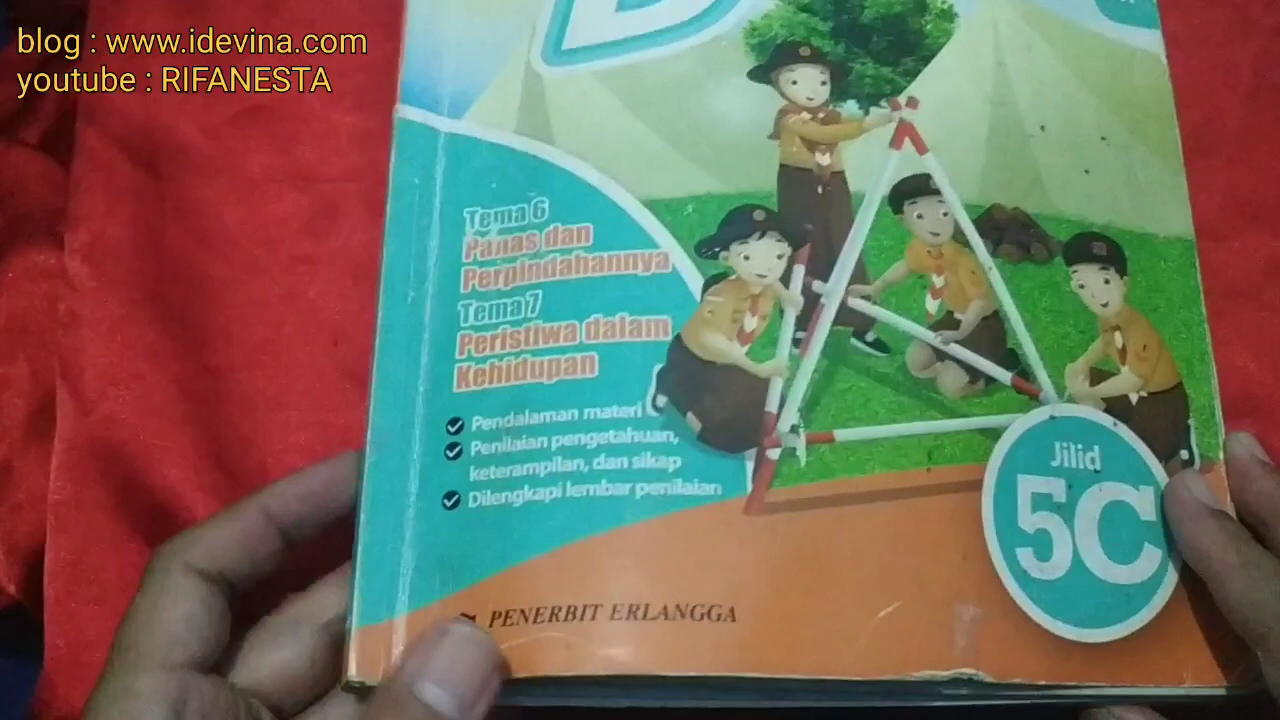 blog : www.idevina.com
youtube : RIFANESTA
Tema 6
Panas dan
Perpindahannya
Tema 7
Peristiwa dalam
Kehidupan
Pendalaman materi
Penilaian pengetahuan,
keterampilan, dan sikap
Dilengkapi lembar penilaian
Jilid
5C
PENERBIT ERLANGGA